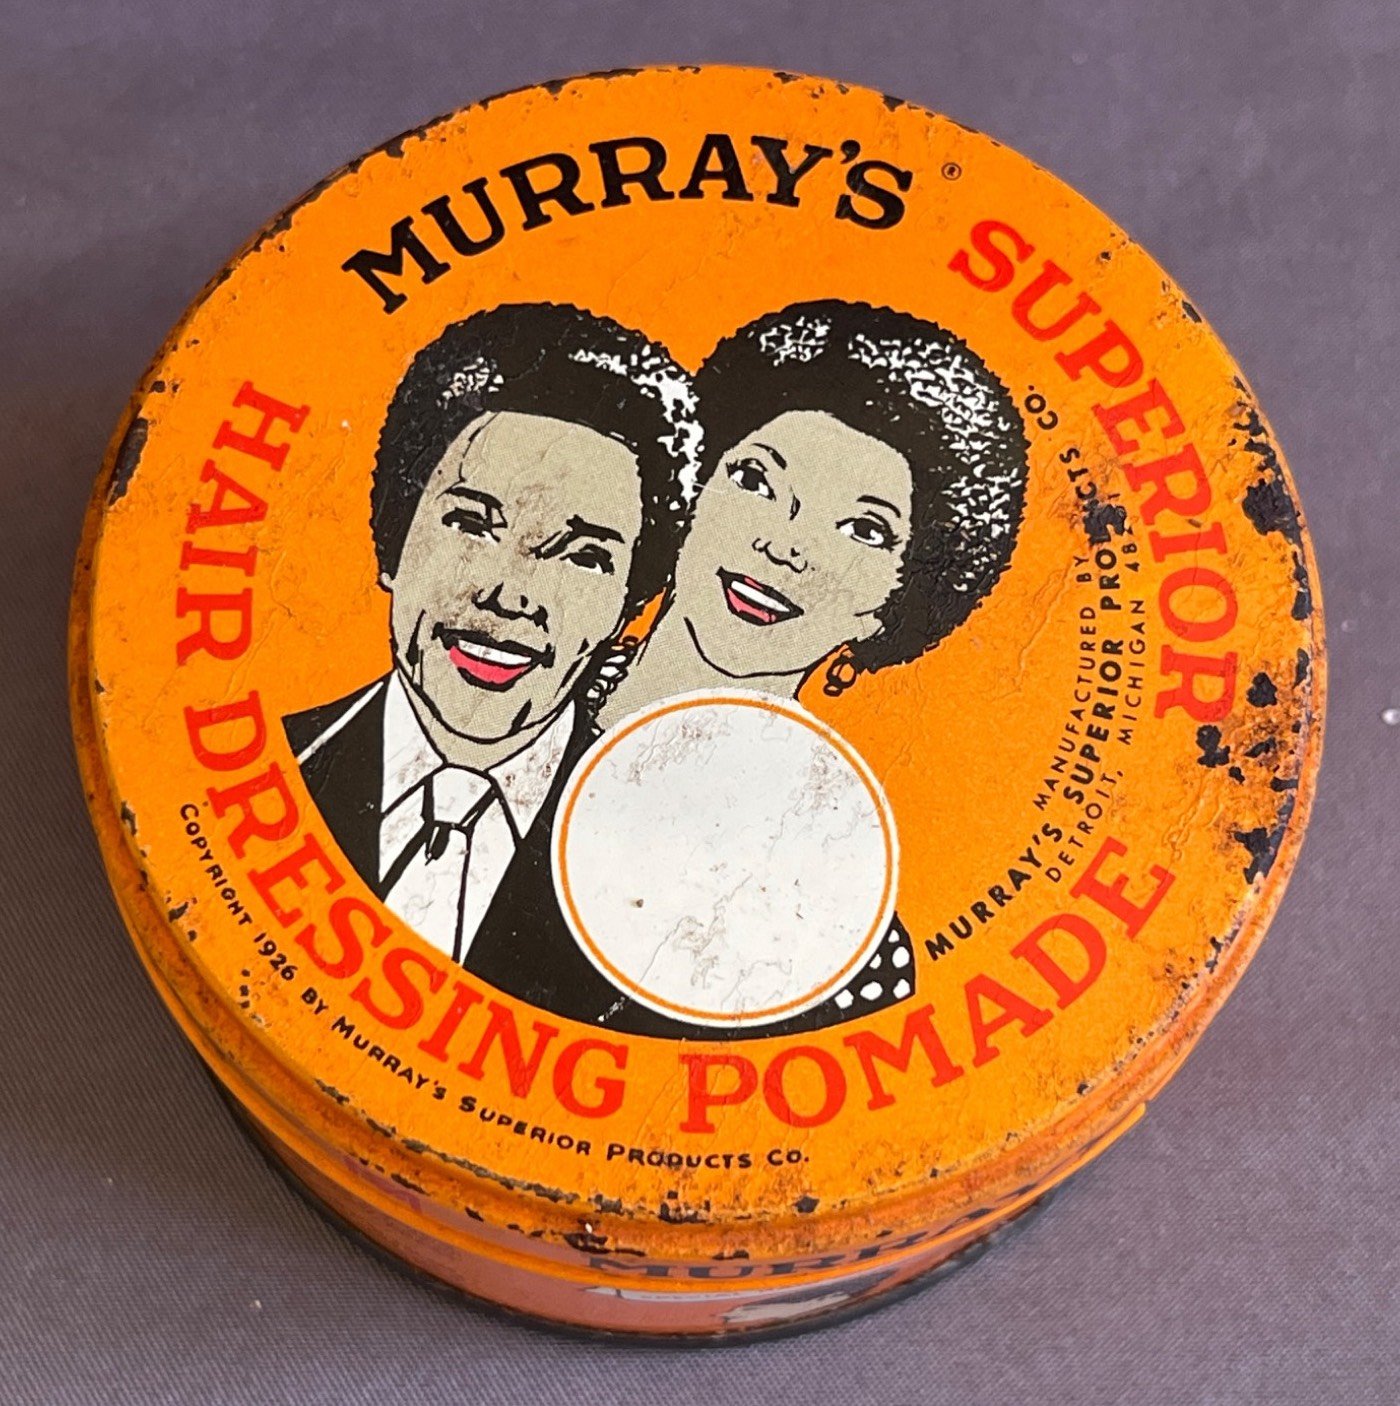 MURRAY'S ®
SUPERIOR
HAIR DRESSING POMADE
MURRAY'S MANUFACTURED BY
SUPERIOR PRODUCTS CO.
DETROIT, MICHIGAN
COPYRIGHT 1926 BY MURRAY'S SUPERIOR PRODUCTS CO.
MURRAY